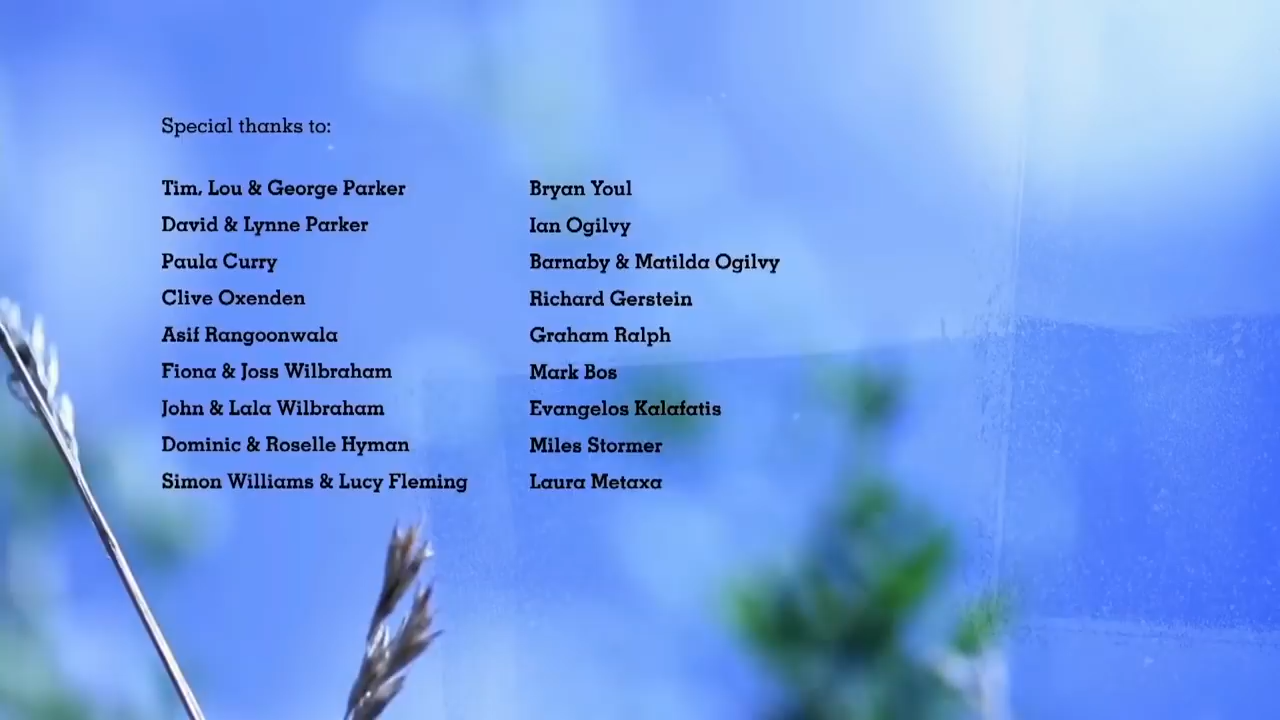 Special thanks to:
Tim, Lou & George Parker
David & Lynne Parker
Paula Curry
Clive Oxenden
Asif Rangoonwala
Fiona & Joss Wilbraham
John & Lala Wilbraham
Dominic & Roselle Hyman
Simon Williams & Lucy Fleming
Bryan Youl
Ian Ogilvy
Barnaby & Matilda Ogilvy
Richard Gerstein
Graham Ralph
Mark Bos
Evangelos Kalafatis
Miles Stormer
Laura Metaxa